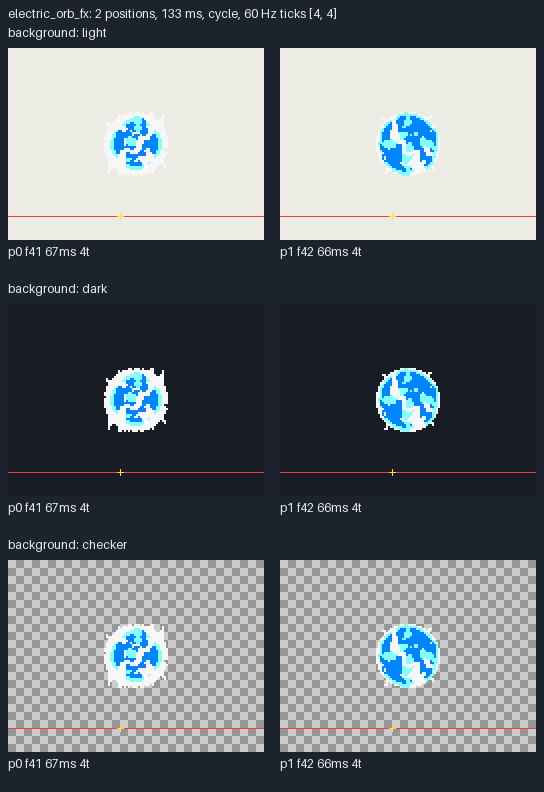 electric_orb_fx: 2 positions, 133 ms, cycle, 60 Hz ticks [4, 4]
background: light
p0 f41 67ms 4t
p1 f42 66ms 4t
background: dark
p0 f41 67ms 4t
p1 f42 66ms 4t
background: checker
p0 f41 67ms 4t
p1 f42 66ms 4t